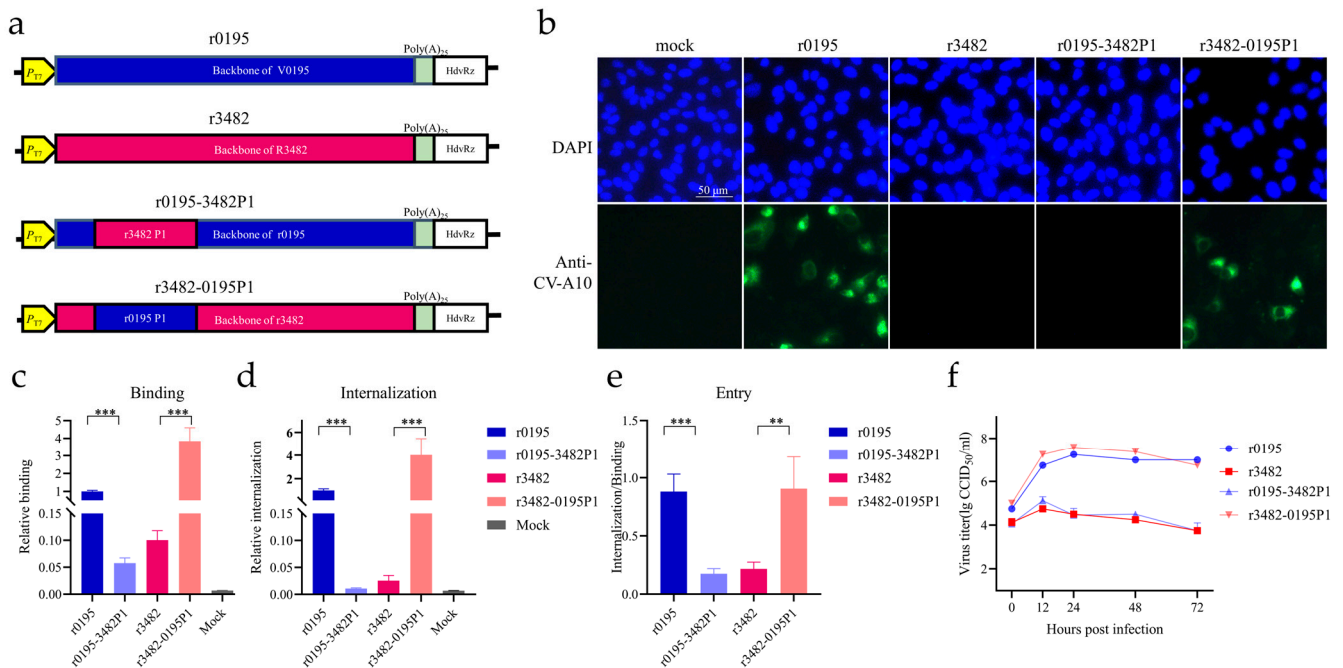 a
r0195
Poly(A)25
PT7
Backbone of V0195
HdvRz
r3482
Poly(A)25
PT7
Backbone of R3482
HdvRz
r0195-3482P1
Poly(A)25
PT7
r3482 P1
Backbone of r0195
HdvRz
r3482-0195P1
Poly(A)25
PT7
r0195 P1
Backbone of r3482
HdvRz
b
mock r0195 r3482 r0195-3482P1 r3482-0195P1
DAPI
50 μm
Anti-
CV-A10
c
Binding
Relative binding
*** ***
5
4
3
2
1
0.15
0.10
0.05
0.00
r0195
r0195-3482P1
r3482
r3482-0195P1
Mock
d
Internalization
Relative internalization
*** ***
6
4
2
0.15
0.10
0.05
0.00
r0195
r0195-3482P1
r3482
r3482-0195P1
Mock
r0195
r0195-3482P1
r3482
r3482-0195P1
Mock
e
Entry
Internalization/Binding
*** **
1.5
1.0
0.5
0.0
r0195
r0195-3482P1
r3482
r3482-0195P1
r0195
r0195-3482P1
r3482
r3482-0195P1
f
Virus titer(lg CCID50/ml)
8
6
4
2
0 12 24 48 72
Hours post infection
r0195
r3482
r0195-3482P1
r3482-0195P1